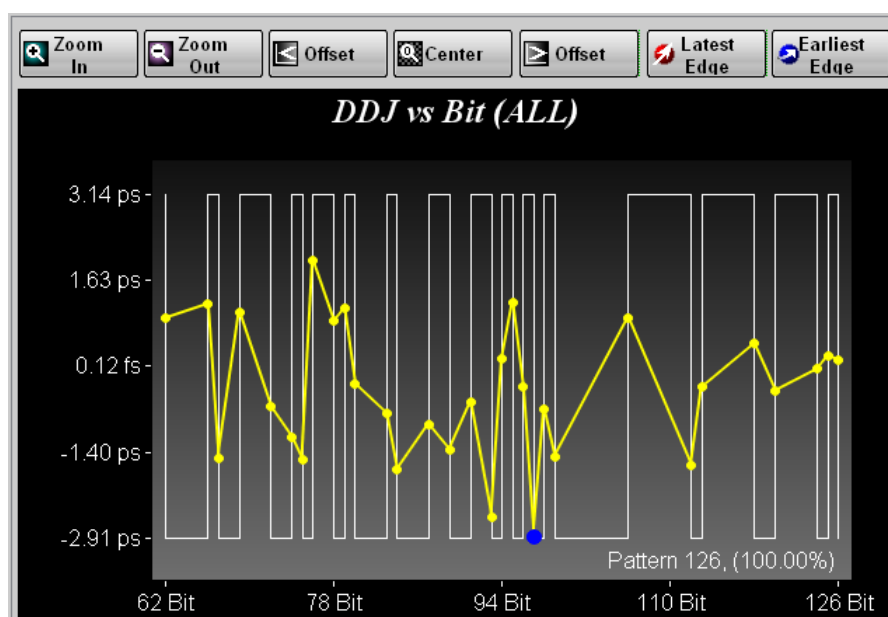 Zoom In
Zoom Out
Offset
Center
Offset
Latest Edge
Earliest Edge
DDJ vs Bit (ALL)
3.14 ps
1.63 ps
0.12 fs
-1.40 ps
-2.91 ps
Pattern 126, (100.00%)
62 Bit
78 Bit
94 Bit
110 Bit
126 Bit